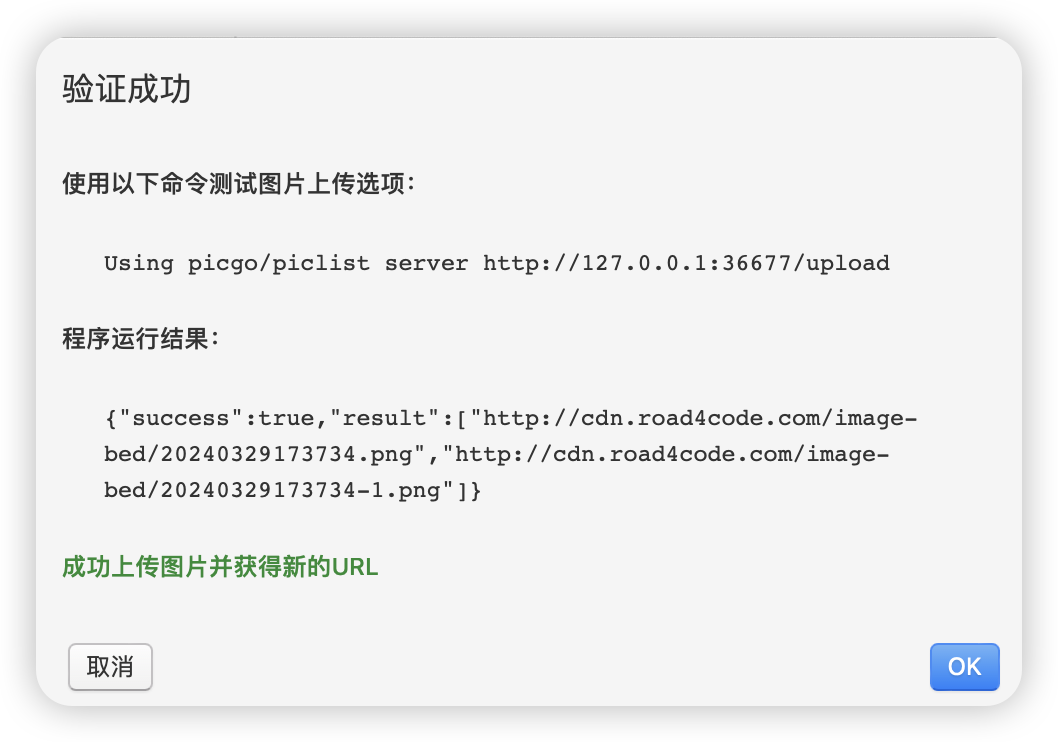 验证成功
使用以下命令测试图片上传选项：
Using picgo/piclist server http://127.0.0.1:36677/upload
程序运行结果：
{"success":true,"result":["http://cdn.road4code.com/image-
bed/20240329173734.png","http://cdn.road4code.com/image-
bed/20240329173734-1.png"]}
成功上传图片并获得新的URL
取消
OK